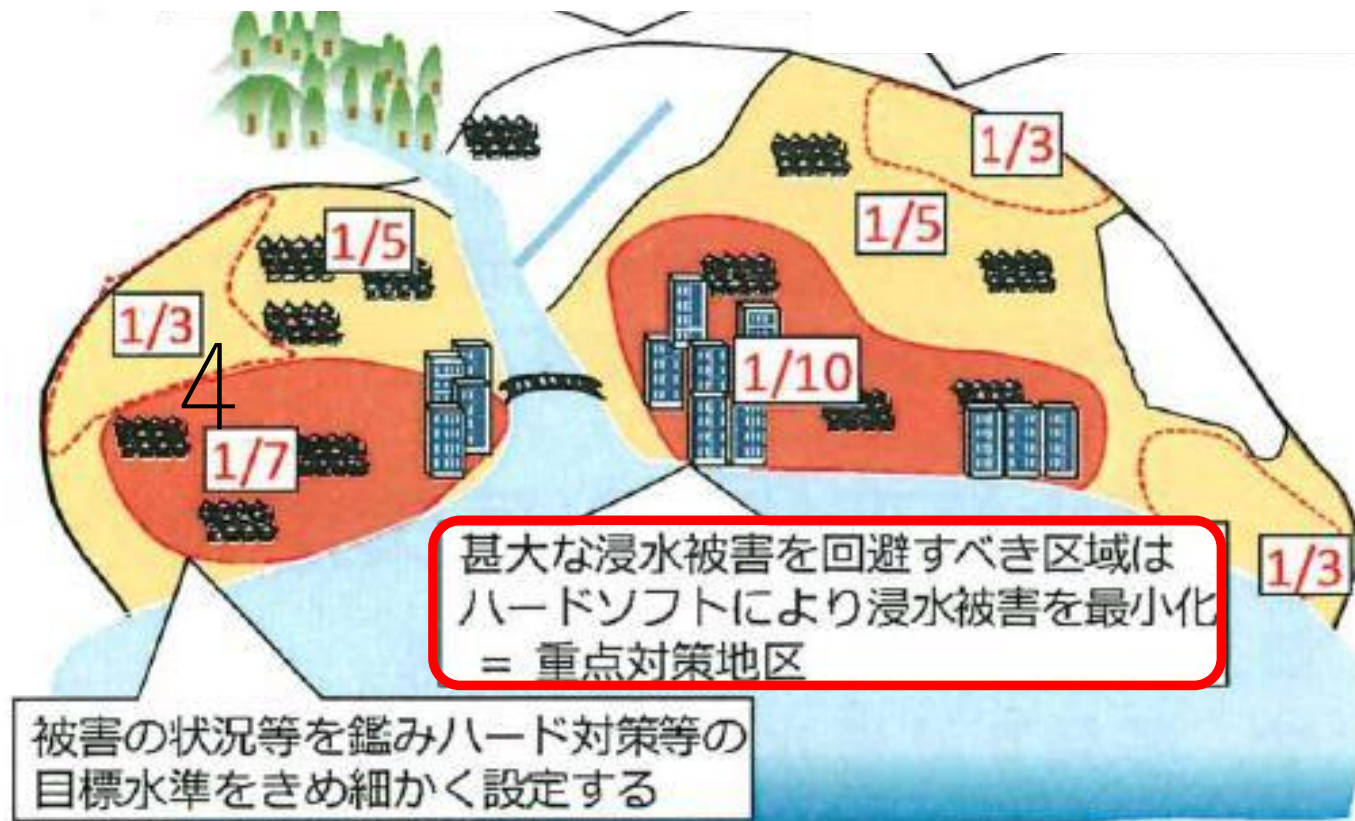 1/3
1/5
1/5
1/3
4
1/10
1/7
甚大な浸水被害を回避すべき区域は
ハードソフトにより浸水被害を最小化
= 重点対策地区
1/3
被害の状況等を鑑みハード対策等の
目標水準をきめ細かく設定する